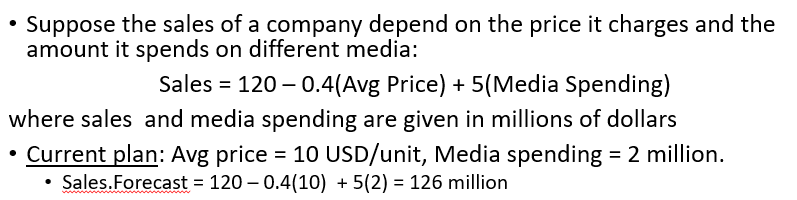 • Suppose the sales of a company depend on the price it charges and the
amount it spends on different media:
Sales = 120 – 0.4(Avg Price) + 5(Media Spending)
where sales and media spending are given in millions of dollars
• Current plan: Avg price = 10 USD/unit, Media spending = 2 million.
• Sales.Forecast = 120 – 0.4(10) + 5(2) = 126 million